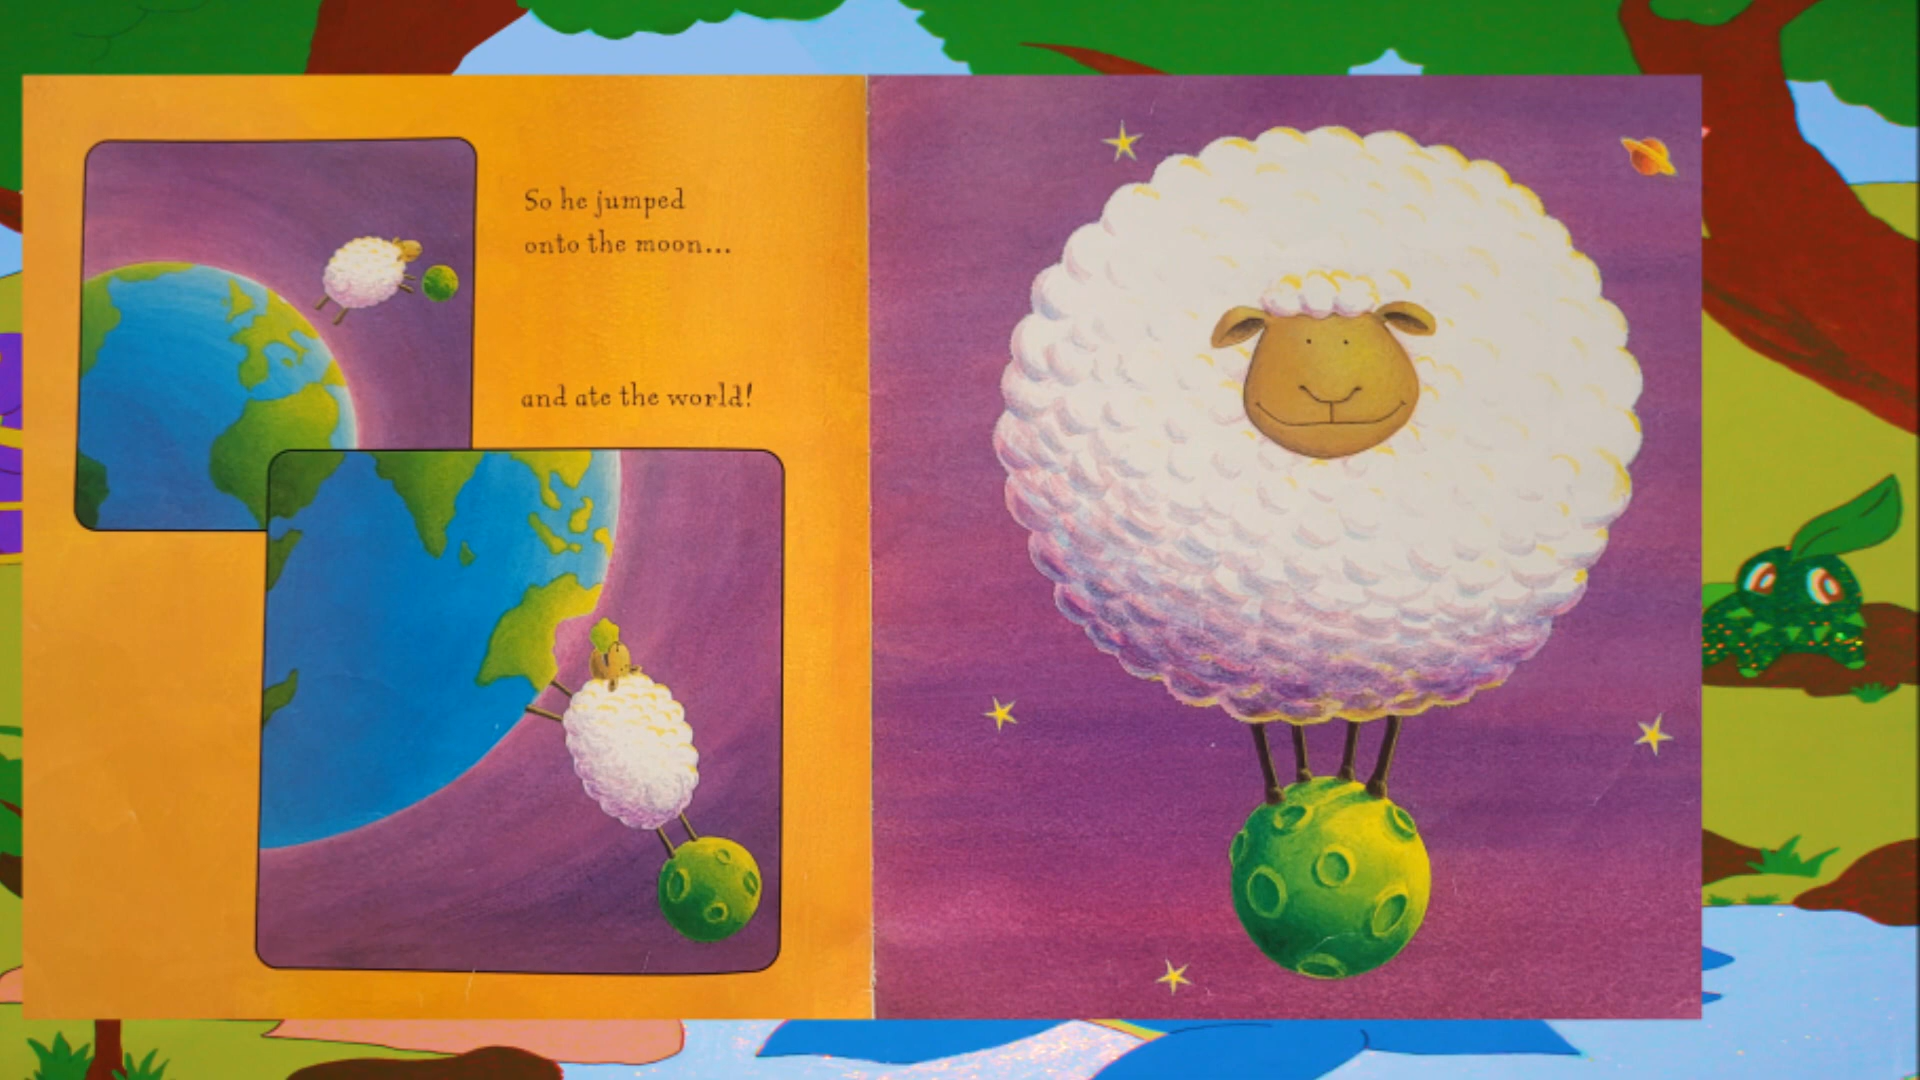 So he jumped
onto the moon...
and ate the world!